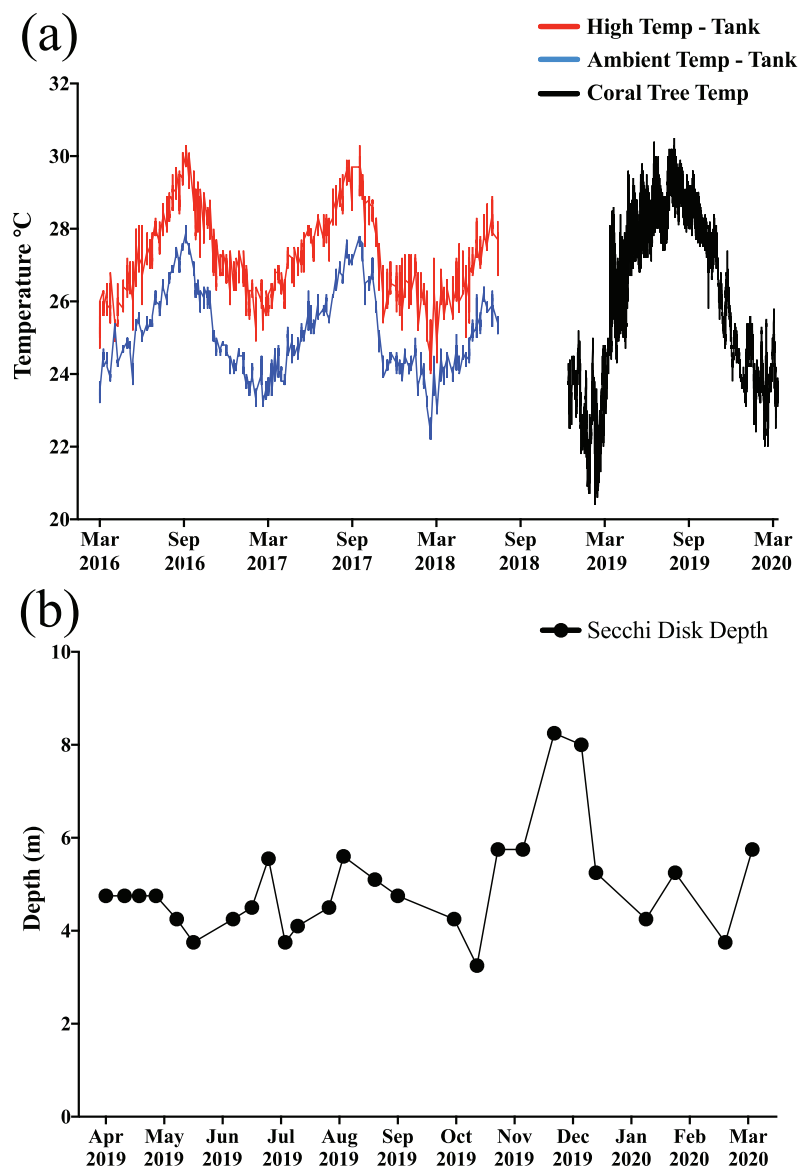 (a)
High Temp - Tank
Ambient Temp - Tank
Coral Tree Temp
Temperature °C
32
30
28
26
24
22
20
Mar 2016
Sep 2016
Mar 2017
Sep 2017
Mar 2018
Sep 2018
Mar 2019
Sep 2019
Mar 2020
(b)
Secchi Disk Depth
Depth (m)
10
8
6
4
2
0
Apr 2019
May 2019
Jun 2019
Jul 2019
Aug 2019
Sep 2019
Oct 2019
Nov 2019
Dec 2019
Jan 2020
Feb 2020
Mar 2020